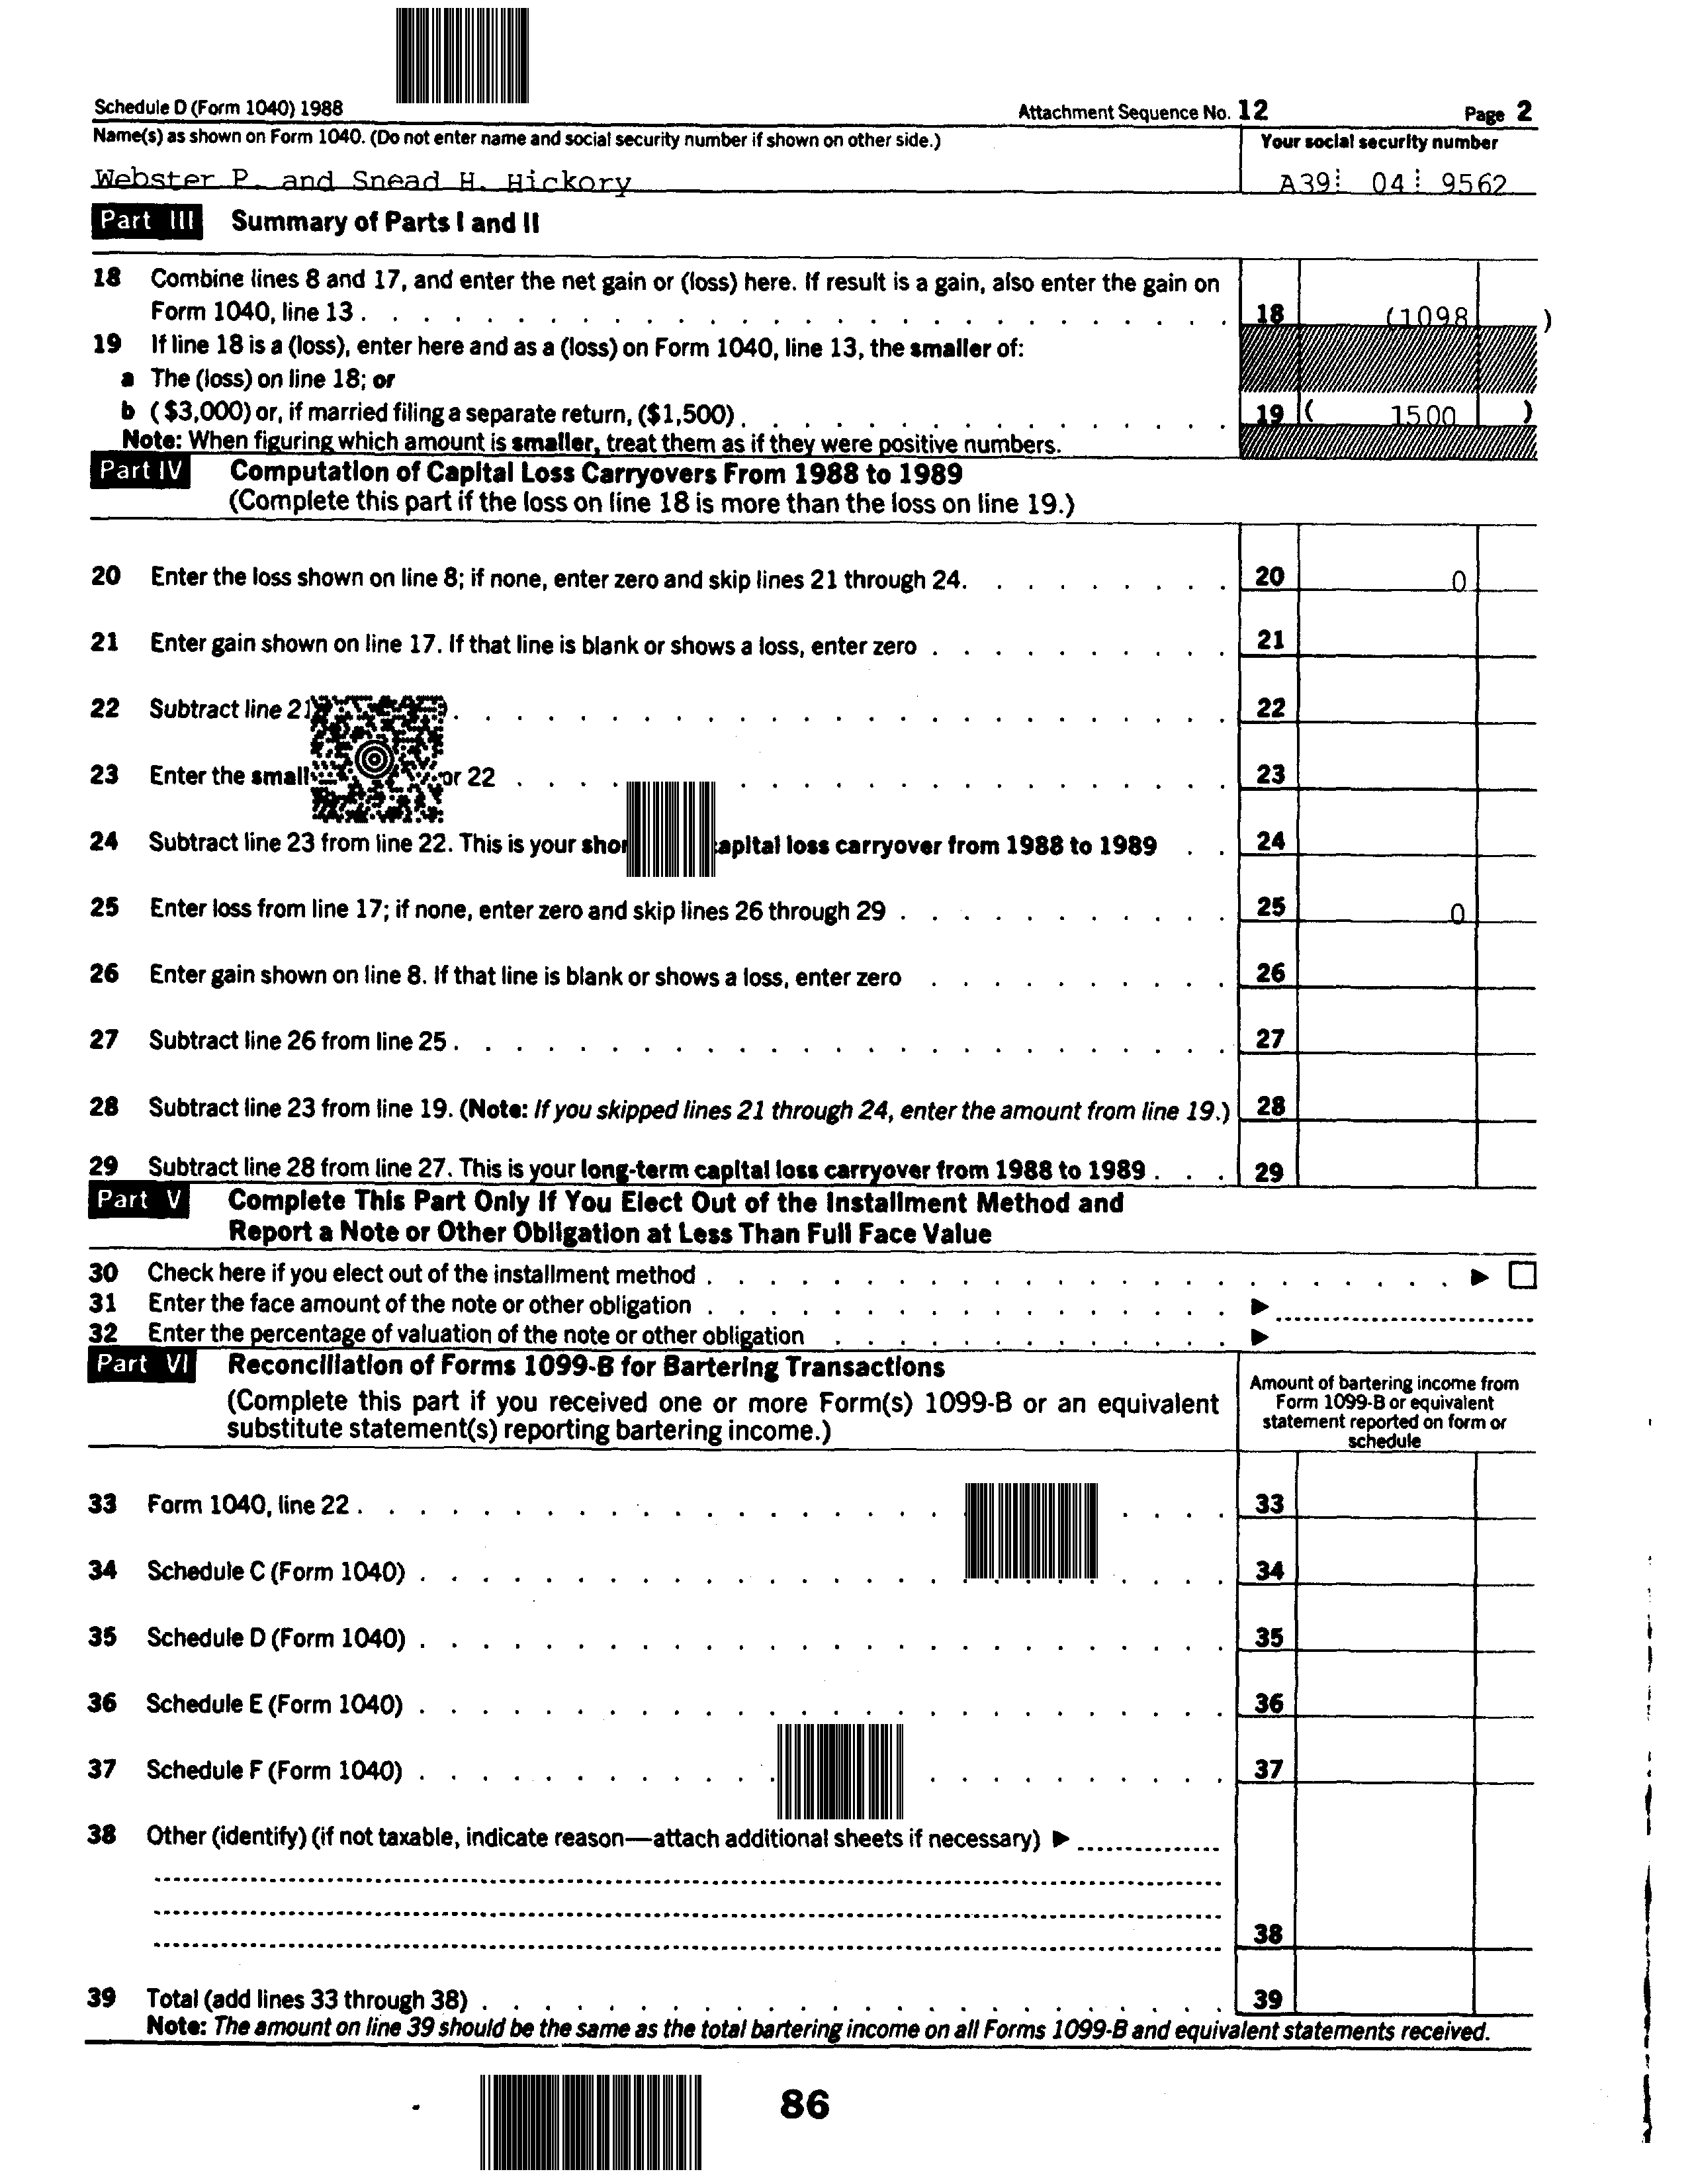 Schedule D (Form 1040) 1988 Attachment Sequence No. 12 Page 2
Name(s) as shown on Form 1040. (Do not enter name and social security number if shown on other side.) Your social security number
Webster P. and Snead H. Hickory A39 04 9562
Part III Summary of Parts I and II
18 Combine lines 8 and 17, and enter the net gain or (loss) here. If result is a gain, also enter the gain on
Form 1040, line 13 . . . . . . . . . . . . . . . . . . . . . . . . . . . . 18 (1098 )
19 If line 18 is a (loss), enter here and as a (loss) on Form 1040, line 13, the smaller of:
a The (loss) on line 18; or
b ($3,000) or, if married filing a separate return, ($1,500) . . . . . . . . . . . . . . . . 19 ( 1500 )
Note: When figuring which amount is smaller, treat them as if they were positive numbers.
Part IV Computation of Capital Loss Carryovers From 1988 to 1989
(Complete this part if the loss on line 18 is more than the loss on line 19.)
20 Enter the loss shown on line 8; if none, enter zero and skip lines 21 through 24. . . . . . . . . 20 0
21 Enter gain shown on line 17. If that line is blank or shows a loss, enter zero . . . . . . . . . . 21
22 Subtract line 21 . . . . . . . . . . . . . . . . . . . . . . . . . 22
23 Enter the or 22 . . . . . . . . . . . . . . . . . . . . 23
24 Subtract line 23 from line 22. This is your loss carryover from 1988 to 1989 . . 24
25 Enter loss from line 17; if none, enter zero and skip lines 26 through 29 . . . . . . . . . . . 25 0
26 Enter gain shown on line 8. If that line is blank or shows a loss, enter zero . . . . . . . . . . 26
27 Subtract line 26 from line 25 . . . . . . . . . . . . . . . . . . . . . . . . . 27
28 Subtract line 23 from line 19. (Note: If you skipped lines 21 through 24, enter the amount from line 19.) 28
29 Subtract line 28 from line 27. This is your long-term capital loss carryover from 1988 to 1989 . . . 29
Part V Complete This Part Only If You Elect Out of the Installment Method and
Report a Note or Other Obligation at Less Than Full Face Value
30 Check here if you elect out of the installment method . . . . . . . . . . . . . . . . . . . . . . . . ▶ ☐
31 Enter the face amount of the note or other obligation . . . . . . . . . . . . . . . . . ▶
32 Enter the percentage of valuation of the note or other obligation . . . . . . . . . . . . . ▶
Part VI Reconciliation of Forms 1099-B for Bartering Transactions
(Complete this part if you received one or more Form(s) 1099-B or an equivalent
substitute statement(s) reporting bartering income.)
Amount of bartering income from
Form 1099-B or equivalent
statement reported on form or
schedule
33 Form 1040, line 22 . . . . . . . . . . . . . . . . . . . . . . . . 33
34 Schedule C (Form 1040) . . . . . . . . . . . . . . . . . . . . . . . . . . 34
35 Schedule D (Form 1040) . . . . . . . . . . . . . . . . . . . . . . . . . . 35
36 Schedule E (Form 1040) . . . . . . . . . . . . . . . . . . . . . . . . . . 36
37 Schedule F (Form 1040) . . . . . . . . . . . . . . . . . . . . . . 37
38 Other (identify) (if not taxable, indicate reason—attach additional sheets if necessary) ▶
38
39 Total (add lines 33 through 38) . . . . . . . . . . . . . . . . . . . . . . . . 39
Note: The amount on line 39 should be the same as the total bartering income on all Forms 1099-B and equivalent statements received.
86